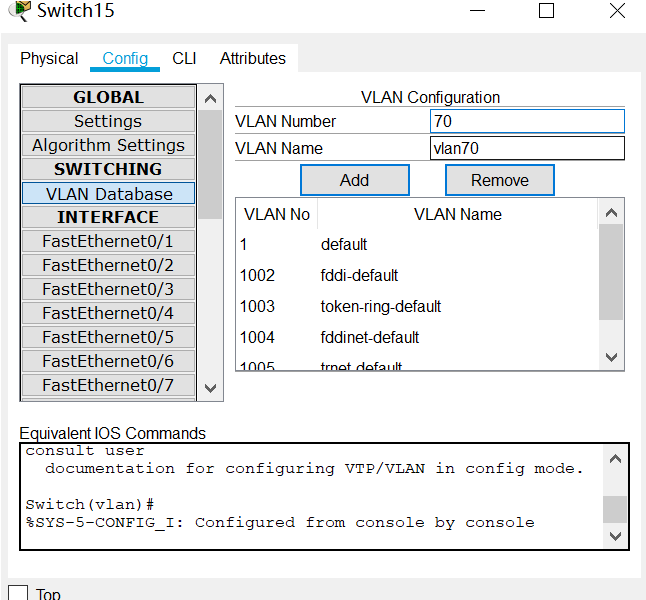 Switch15
Physical Config CLI Attributes
GLOBAL
Settings
Algorithm Settings
SWITCHING
VLAN Database
INTERFACE
FastEthernet0/1
FastEthernet0/2
FastEthernet0/3
FastEthernet0/4
FastEthernet0/5
FastEthernet0/6
FastEthernet0/7
VLAN Configuration
VLAN Number 70
VLAN Name vlan70
Add Remove
VLAN No VLAN Name
1 default
1002 fddi-default
1003 token-ring-default
1004 fddinet-default
1005 trnet-default
Equivalent IOS Commands
consult user
documentation for configuring VTP/VLAN in config mode.
Switch(vlan)#
%SYS-5-CONFIG_I: Configured from console by console
Top